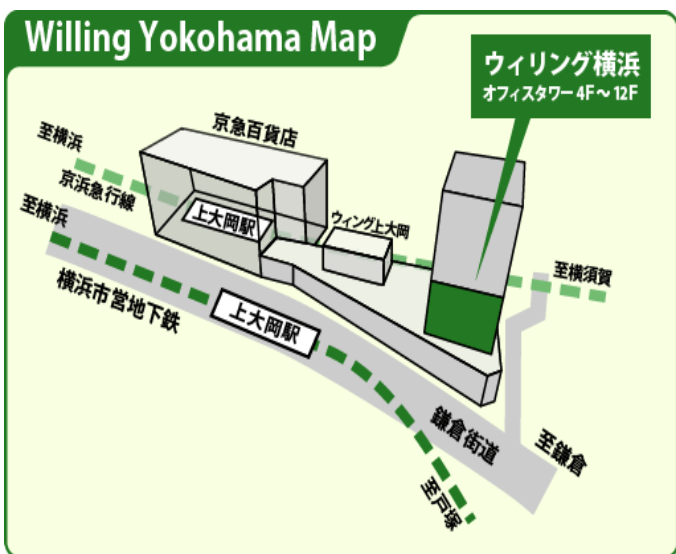 Willing Yokohama Map
ウィリング横浜
オフィスタワー 4F～12F
京急百貨店
至横浜
京浜急行線
上大岡駅
ウィング上大岡
至横浜
至横須賀
横浜市営地下鉄
上大岡駅
鎌倉街道
至鎌倉
至戸塚